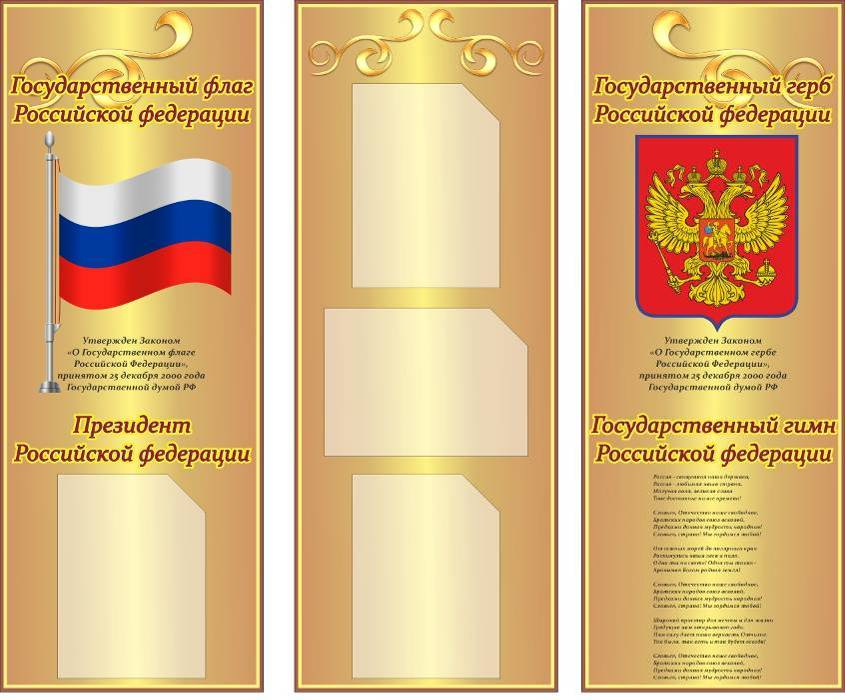 Государственный флаг
Российской федерации
Утвержден Законом
«О Государственном флаге
Российской Федерации»,
принятом 25 декабря 2000 года
Государственной думой РФ
Президент
Российской федерации
Государственный герб
Российской федерации
Утвержден Законом
«О Государственном гербе
Российской Федерации»,
принятом 25 декабря 2000 года
Государственной думой РФ
Государственный гимн
Российской федерации
Россия - священная наша держава,
Россия - любимая наша страна.
Могучая воля, великая слава -
Твое достоянье на все времена!
Славься, Отечество наше свободное,
Братских народов союз вековой,
Предками данная мудрость народная!
Славься, страна! Мы гордимся тобой!
От южных морей до полярного края
Раскинулись наши леса и поля.
Одна ты на свете! Одна ты такая -
Хранимая Богом родная земля!
Славься, Отечество наше свободное,
Братских народов союз вековой,
Предками данная мудрость народная!
Славься, страна! Мы гордимся тобой!
Широкий простор для мечты и для жизни
Грядущие нам открывают года.
Нам силу дает наша верность Отчизне.
Так было, так есть и так будет всегда!
Славься, Отечество наше свободное,
Братских народов союз вековой,
Предками данная мудрость народная!
Славься, страна! Мы гордимся тобой!